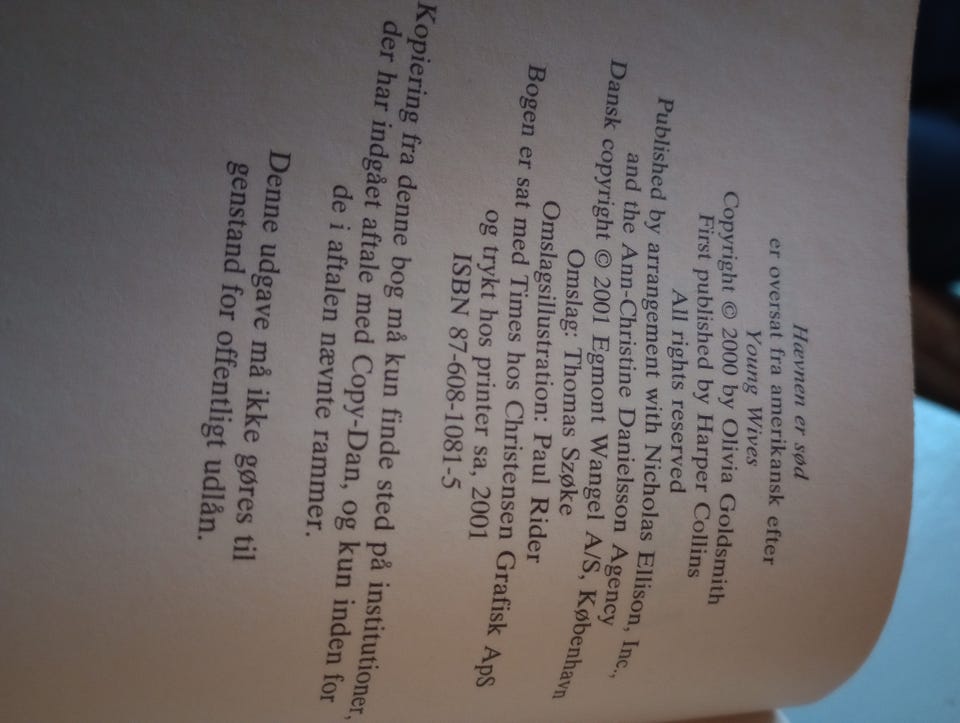 Hævnen er sød
er oversat fra amerikansk efter
Young Wives
Copyright © 2000 by Olivia Goldsmith
First published by Harper Collins
All rights reserved
Published by arrangement with Nicholas Ellison, Inc.,
and the Ann-Christine Danielsson Agency
Dansk copyright © 2001 Egmont Wangel A/S, København
Omslag: Thomas Szøke
Omslagsillustration: Paul Rider
Bogen er sat med Times hos Christensen Grafisk ApS
og trykt hos printer sa, 2001
ISBN 87-608-1081-5
Kopiering fra denne bog må kun finde sted på institutioner,
der har indgået aftale med Copy-Dan, og kun inden for
de i aftalen nævnte rammer.
Denne udgave må ikke gøres til
genstand for offentligt udlån.